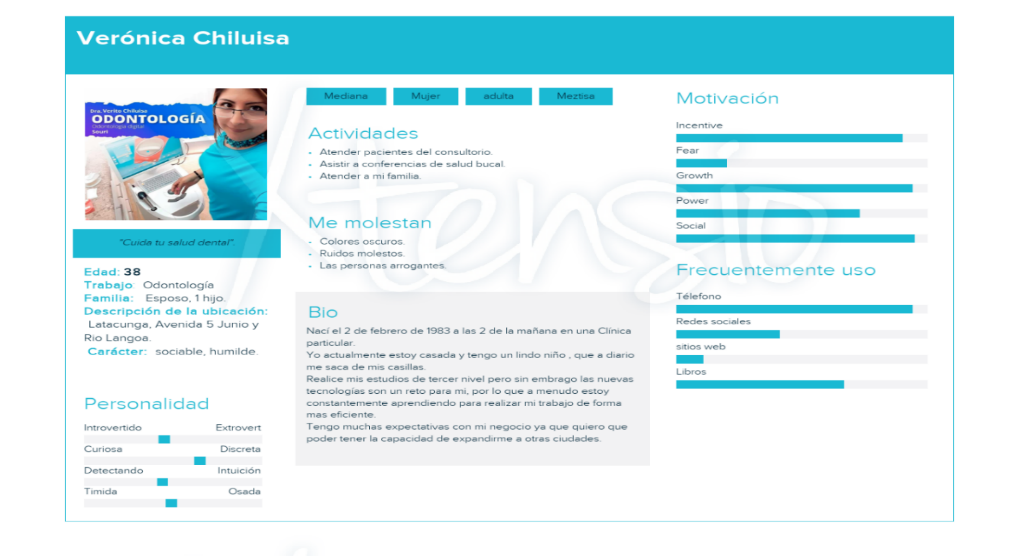 Verónica Chiluisa
Dra. Verito Chiluisa
ODONTOLOGÍA
Odontología digital
"Cuida tu salud dental".
Edad: 38
Trabajo Odontología
Familia: Esposo, 1 hijo.
Descripción de la ubicación:
Latacunga, Avenida 5 Junio y
Rio Langoa.
Carácter: sociable, humilde.
Personalidad
Introvertido Extrovert
Curiosa Discreta
Detectando Intuición
Timida Osada
Mediana Mujer adulta Meztisa
Actividades
- Atender pacientes del consultorio.
- Asistir a conferencias de salud bucal.
- Atender a mi familia.
Me molestan
- Colores oscuros.
- Ruidos molestos.
- Las personas arrogantes.
Bio
Nací el 2 de febrero de 1983 a las 2 de la mañana en una Clínica
particular.
Yo actualmente estoy casada y tengo un lindo niño , que a diario
me saca de mis casillas.
Realice mis estudios de tercer nivel pero sin embrago las nuevas
tecnologías son un reto para mi, por lo que a menudo estoy
constantemente aprendiendo para realizar mi trabajo de forma
mas eficiente.
Tengo muchas expectativas con mi negocio ya que quiero que
poder tener la capacidad de expandirme a otras ciudades.
Motivación
Incentive
Fear
Growth
Power
Social
Frecuentemente uso
Télefono
Redes sociales
sitios web
Libros
Xtensio